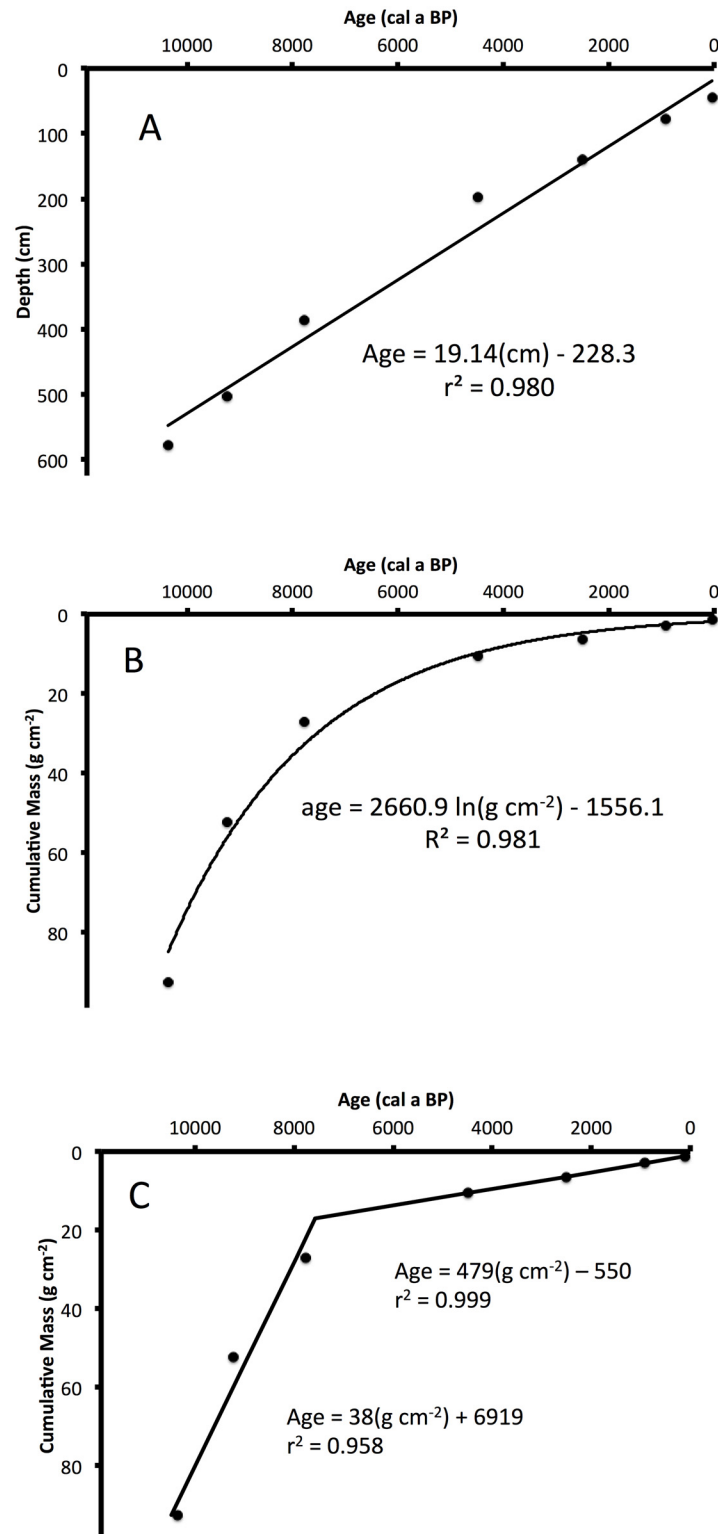 Age (cal a BP)
10000 8000 6000 4000 2000 0
0
100
200
300
400
500
600
Depth (cm)
A
Age = 19.14(cm) - 228.3
r² = 0.980
Age (cal a BP)
10000 8000 6000 4000 2000 0
0
20
40
60
80
Cumulative Mass (g cm⁻²)
B
age = 2660.9 ln(g cm⁻²) - 1556.1
R² = 0.981
Age (cal a BP)
10000 8000 6000 4000 2000 0
0
20
40
60
80
Cumulative Mass (g cm⁻²)
C
Age = 479(g cm⁻²) – 550
r² = 0.999
Age = 38(g cm⁻²) + 6919
r² = 0.958